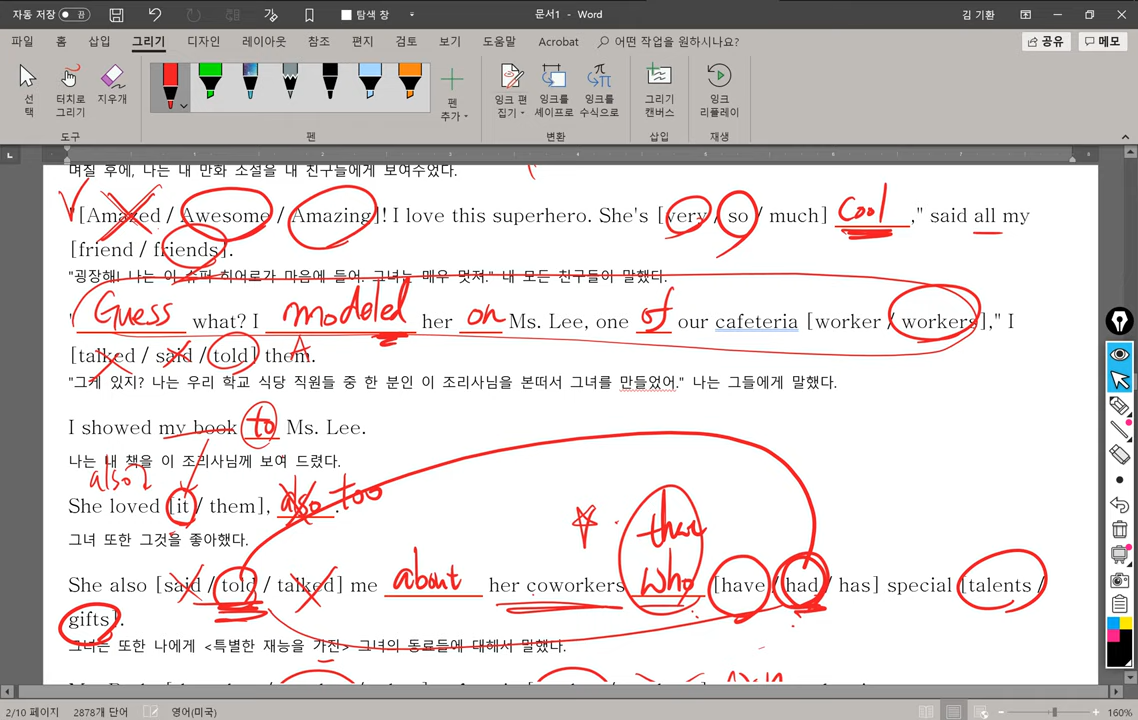 자동 저장 끔 탐색 창 문서1 - Word 김 기환
파일 홈 삽입 그리기 디자인 레이아웃 참조 편지 검토 보기 도움말 Acrobat 어떤 작업을 원하시나요? 공유 메모
선택 터치로 그리기 지우개 펜 추가 잉크 편집기 잉크를 셰이프로 잉크를 수식으로 그리기 캔버스 잉크 리플레이
도구 펜 변환 삽입 재생
며칠 후에, 나는 내 만화 소설을 내 친구들에게 보여주었다.
"[Amazed / Awesome / Amazing]! I love this superhero. She's [very / so / much] cool ," said all my
[friend / friends].
"굉장해! 나는 이 슈퍼 히어로가 마음에 들어. 그녀는 매우 멋져." 내 모든 친구들이 말했다.
"Guess what? I modeled her on Ms. Lee, one of our cafeteria [worker / workers]," I
[talked / said / told] them.
"그거 있지? 나는 우리 학교 식당 직원들 중 한 분인 이 조리사님을 본떠서 그녀를 만들었어." 나는 그들에게 말했다.
I showed my book to Ms. Lee.
나는 내 책을 이 조리사님께 보여 드렸다.
also
She loved [it / them], also too.
그녀 또한 그것을 좋아했다.
that
She also [said / told / talked] me about her coworkers who [have / had / has] special [talents /
gifts].
그녀는 또한 나에게 <특별한 재능을 가진> 그녀의 동료들에 대해서 말했다.
2/10 페이지 2878개 단어 영어(미국) 160%